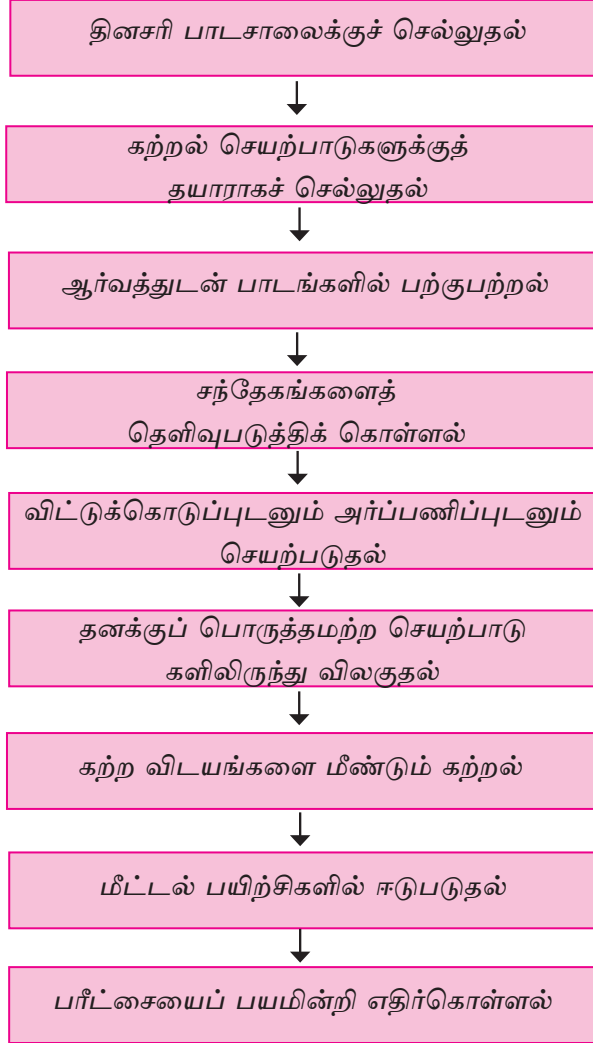 தினசரி பாடசாலைக்குச் செல்லுதல்
கற்றல் செயற்பாடுகளுக்குத்
தயாராகச் செல்லுதல்
ஆர்வத்துடன் பாடங்களில் பற்குபற்றல்
சந்தேகங்களைத்
தெளிவுபடுத்திக் கொள்ளல்
விட்டுக்கொடுப்புடனும் அர்ப்பணிப்புடனும்
செயற்படுதல்
தனக்குப் பொருத்தமற்ற செயற்பாடு
களிலிருந்து விலகுதல்
கற்ற விடயங்களை மீண்டும் கற்றல்
மீட்டல் பயிற்சிகளில் ஈடுபடுதல்
பரீட்சையைப் பயமின்றி எதிர்கொள்ளல்